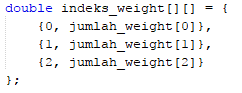 double indeks_weight[][] = {
{0, jumlah_weight[0]},
{1, jumlah_weight[1]},
{2, jumlah_weight[2]}
};